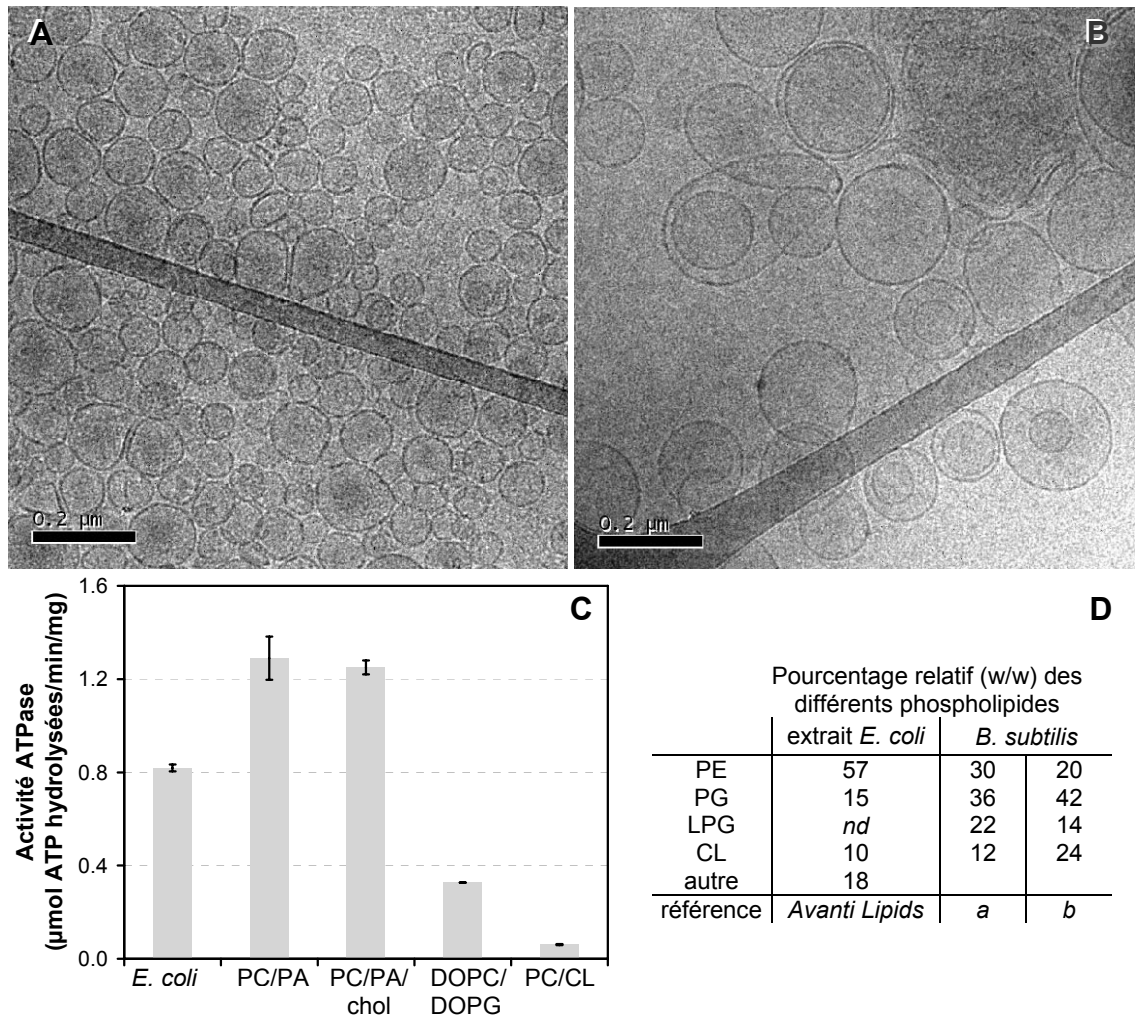 A
B
0.2 µm
0.2 µm
C
Activité ATPase
(µmol ATP hydrolysées/min/mg)
1.6
1.2
0.8
0.4
0.0
E. coli
PC/PA
PC/PA/
chol
DOPC/
DOPG
PC/CL
D
Pourcentage relatif (w/w) des
différents phospholipides
extrait E. coli B. subtilis
PE 57 30 20
PG 15 36 42
LPG nd 22 14
CL 10 12 24
autre 18
référence Avanti Lipids a b